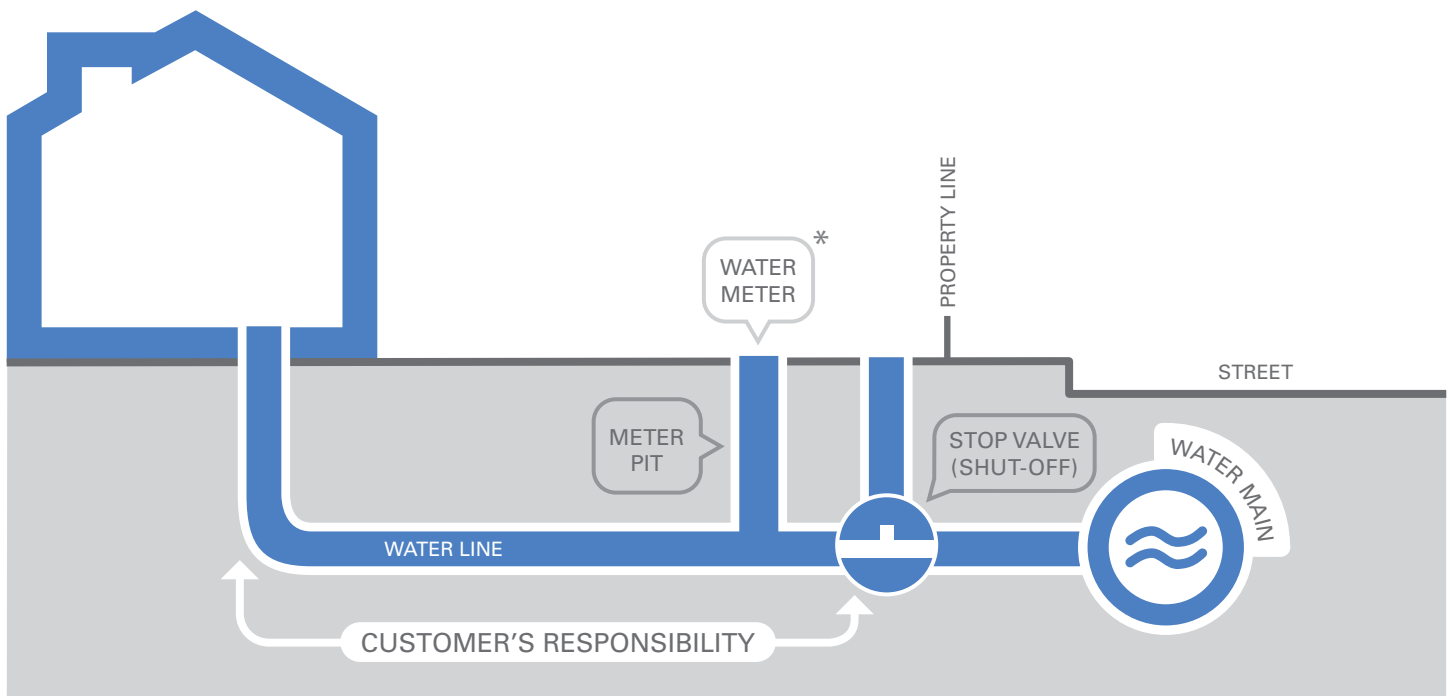 PROPERTY LINE
WATER
METER
*
STREET
METER
PIT
STOP VALVE
(SHUT-OFF)
WATER MAIN
WATER LINE
CUSTOMER'S RESPONSIBILITY